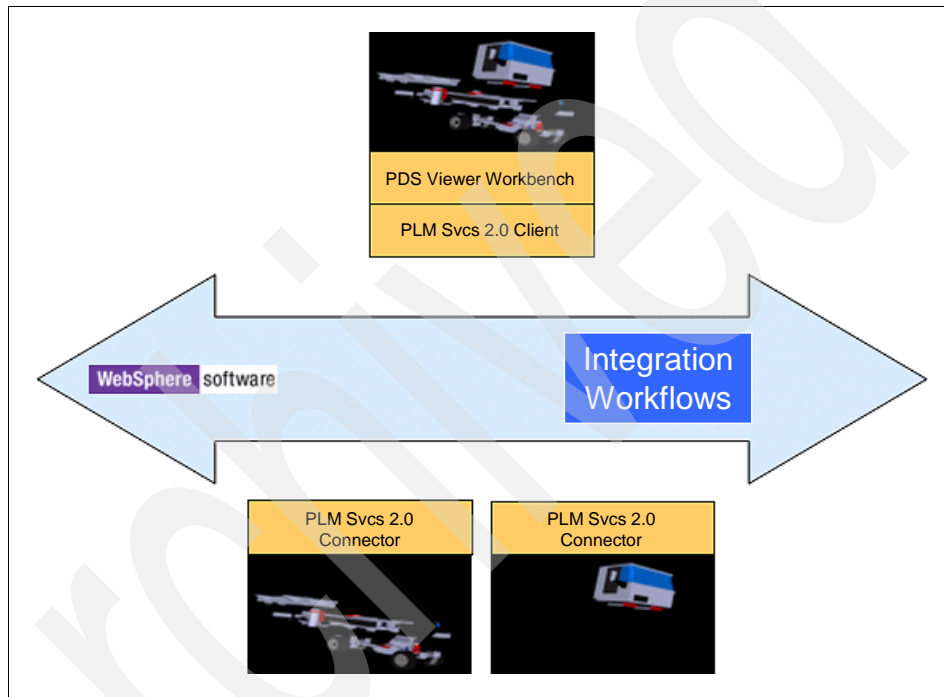 PDS Viewer Workbench
PLM Svcs 2.0 Client
WebSphere software
Integration
Workflows
PLM Svcs 2.0
Connector
PLM Svcs 2.0
Connector